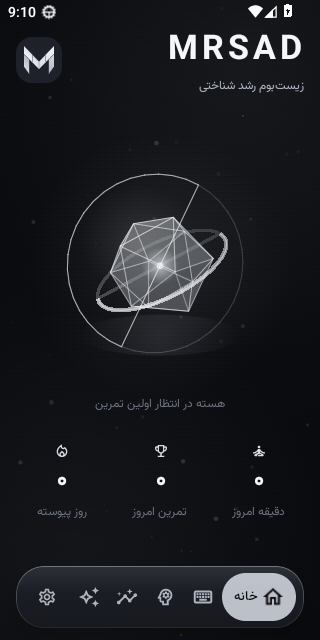 9:10
MRSAD
زیست‌بوم رشد شناختی
هسته در انتظار اولین تمرین
دقیقه امروز
تمرین امروز
روز پیوسته
خانه